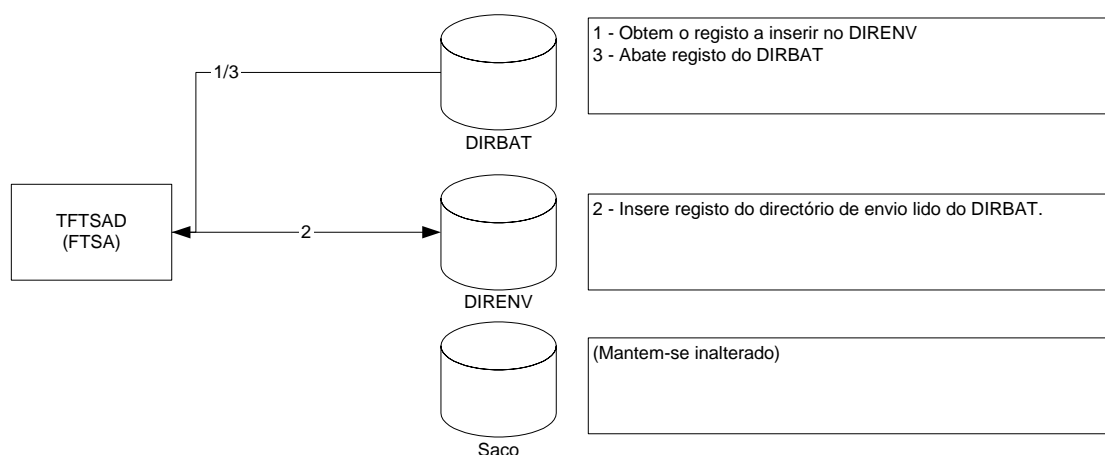 1 - Obtem o registo a inserir no DIRENV
3 - Abate registo do DIRBAT
1/3
DIRBAT
TFTSAD
(FTSA)
2
2 - Insere registo do directório de envio lido do DIRBAT.
DIRENV
(Mantem-se inalterado)
Saco